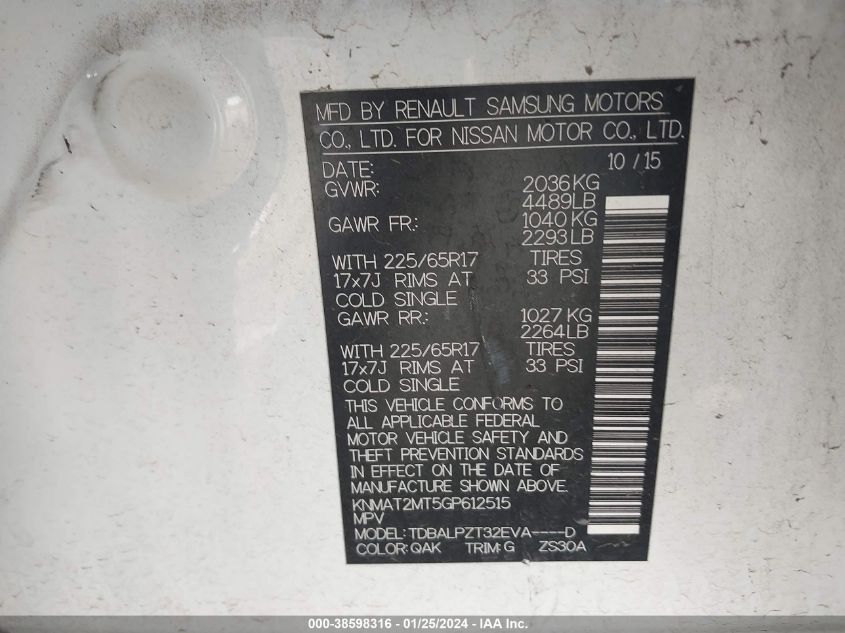 MFD BY RENAULT SAMSUNG MOTORS
CO., LTD. FOR NISSAN MOTOR CO., LTD.
DATE: 10 / 15
GVWR: 2036KG
4489LB
GAWR FR.: 1040KG
2293LB
WITH 225/65R17 TIRES
17x7J RIMS AT 33 PSI
COLD SINGLE
GAWR RR.: 1027KG
2264LB
WITH 225/65R17 TIRES
17x7J RIMS AT 33 PSI
COLD SINGLE
THIS VEHICLE CONFORMS TO
ALL APPLICABLE FEDERAL
MOTOR VEHICLE SAFETY AND
THEFT PREVENTION STANDARDS
IN EFFECT ON THE DATE OF
MANUFACTURE SHOWN ABOVE.
KNMAT2MT5GP612515
MPV
MODEL: TDBALPZT32EVA----D
COLOR: QAK TRIM: G ZS30A
000-38598316 - 01/25/2024 - IAA Inc.